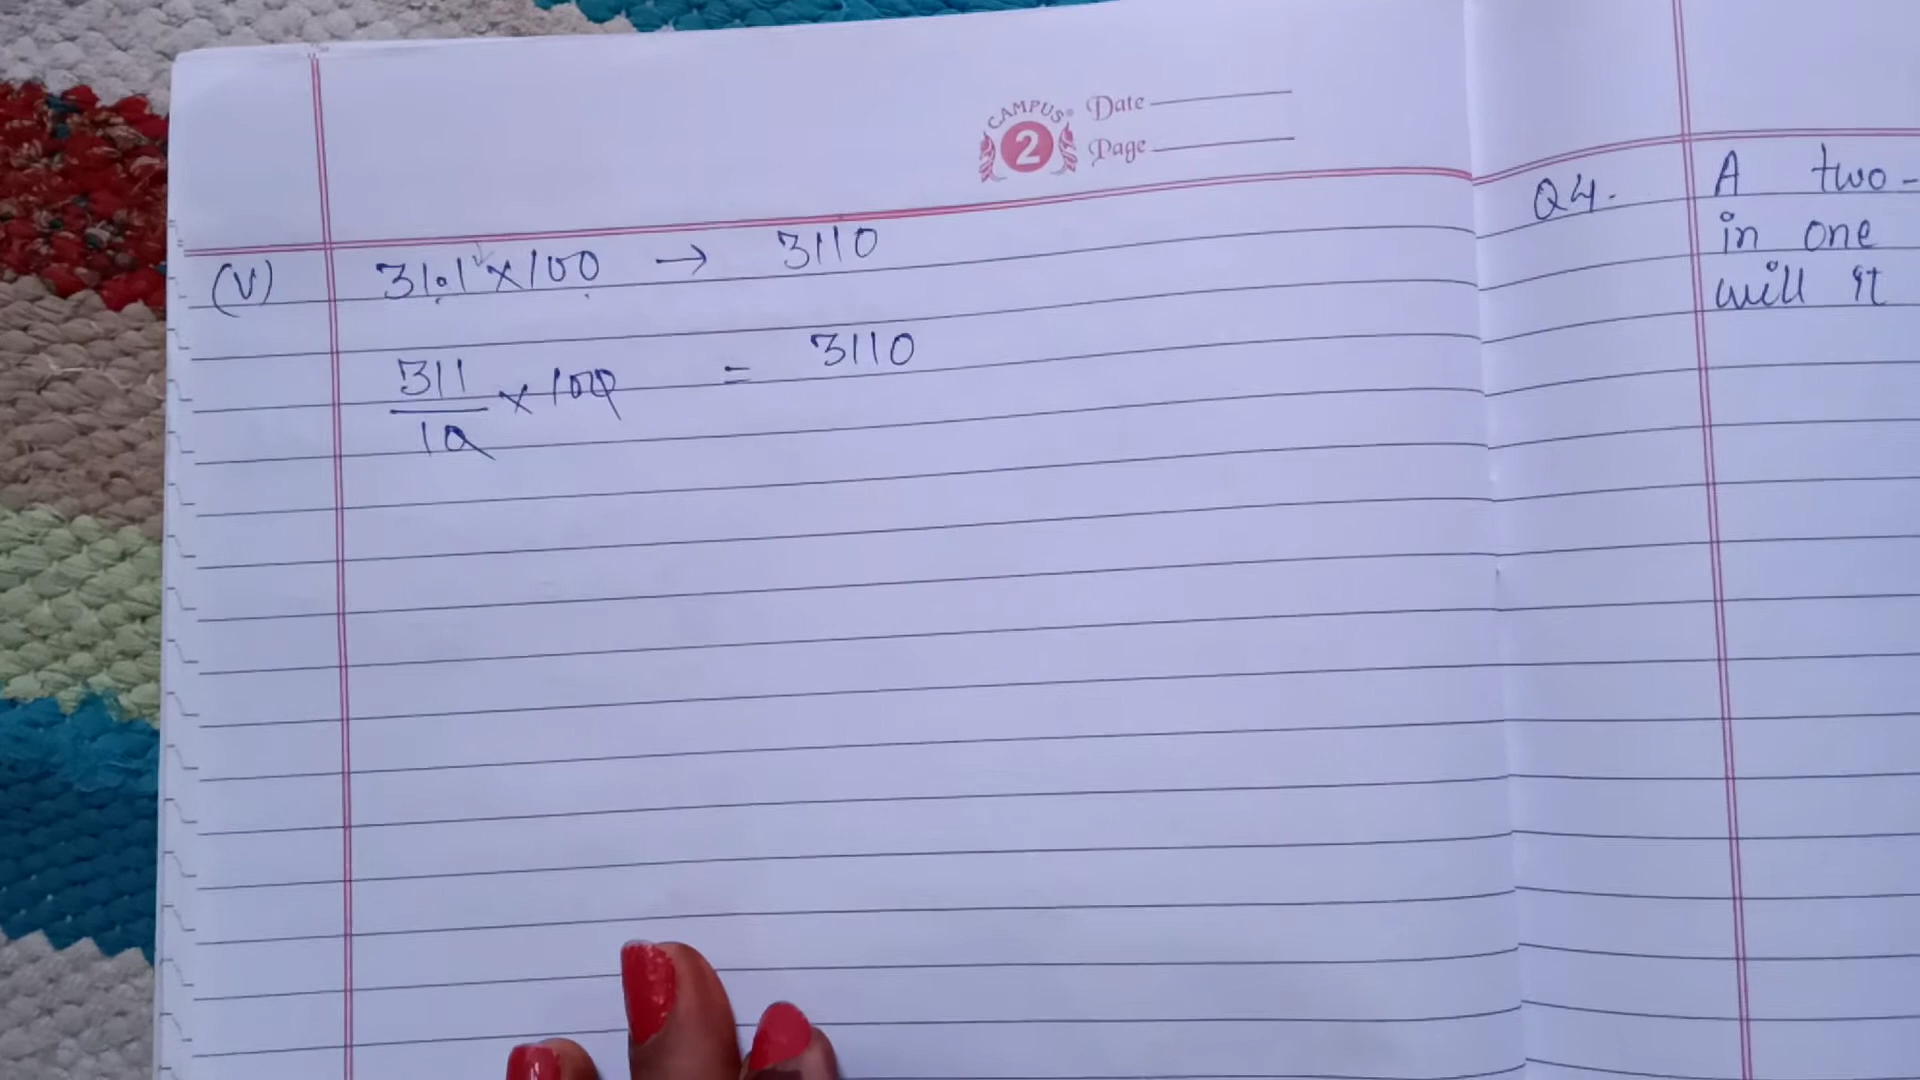 CAMPUS
2
Date
Page
(V) 31.1 × 100 → 3110
311/10 × 100 = 3110
Q4. A two-
in one
will it